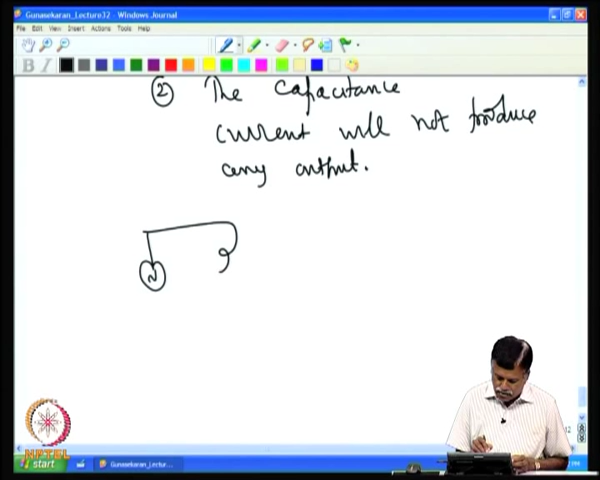 Gunasekaran_Lecture32 - Windows Journal
File Edit View Insert Actions Tools Help
B I
② The capacitance
current will not produce
any output.
NPTEL
start
Gunasekaran_Lectur...